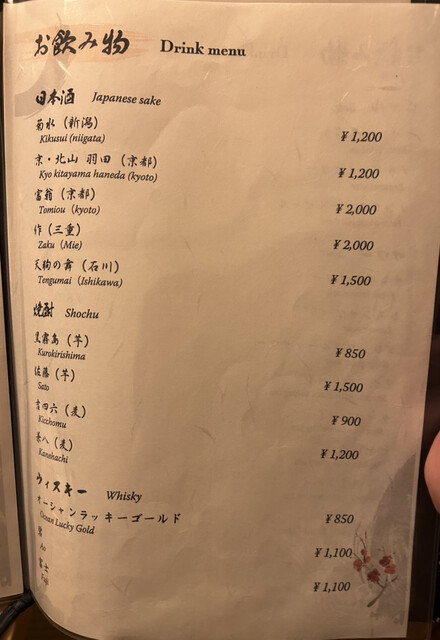 お飲み物 Drink menu
日本酒 Japanese sake
菊水（新潟） ¥1,200
Kikusui (niigata)
京・北山 羽田（京都） ¥1,200
Kyo kitayama haneda (kyoto)
富翁（京都） ¥2,000
Tomiou (kyoto)
作（三重） ¥2,000
Zaku (Mie)
天狗の舞（石川） ¥1,500
Tengumai (Ishikawa)
焼酎 Shochu
黒霧島（芋） ¥850
Kurokirishima
佐藤（芋） ¥1,500
Sato
吉四六（麦） ¥900
Kicchomu
兼八（麦） ¥1,200
Kanehachi
ウィスキー Whisky
オーシャンラッキーゴールド ¥850
Ocean Lucky Gold
¥1,100
富士 ¥1,100
Fuji